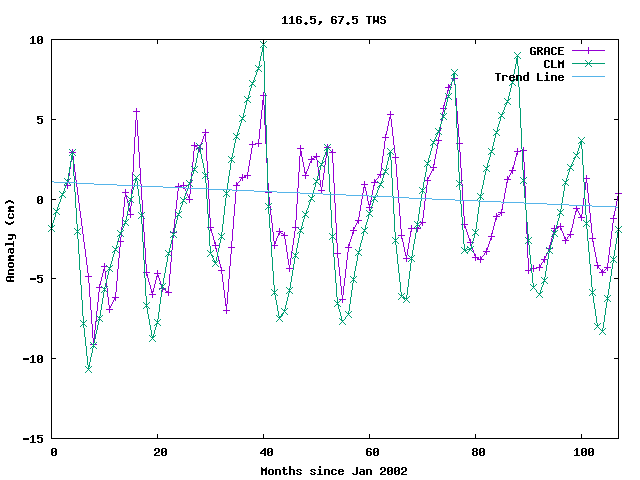 116.5, 67.5 TWS
GRACE
CLM
Trend Line
10
5
0
-5
-10
-15
Anomaly (cm)
0 20 40 60 80 100
Months since Jan 2002